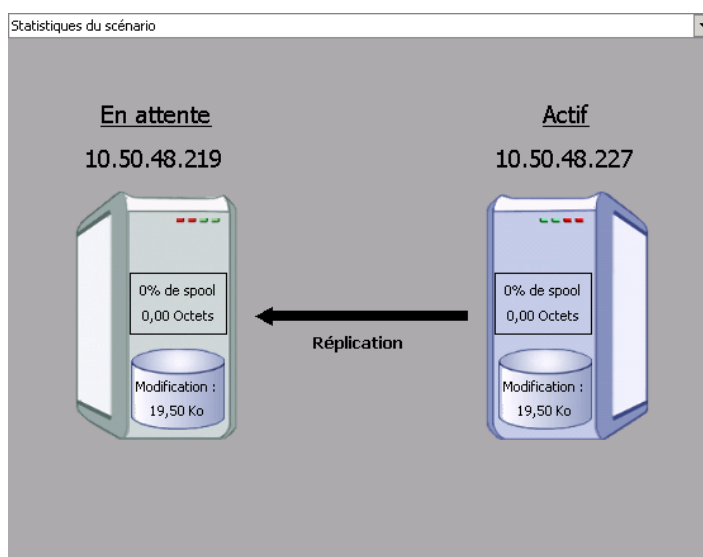 Statistiques du scénario
En attente
10.50.48.219
Actif
10.50.48.227
0% de spool
0,00 Octets
Modification :
19,50 Ko
Réplication
0% de spool
0,00 Octets
Modification :
19,50 Ko